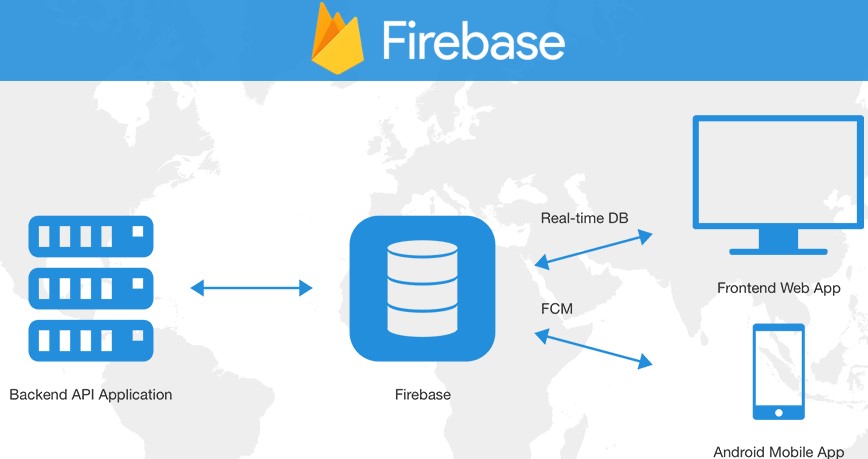 Firebase
Real-time DB
Frontend Web App
FCM
Backend API Application
Firebase
Android Mobile App